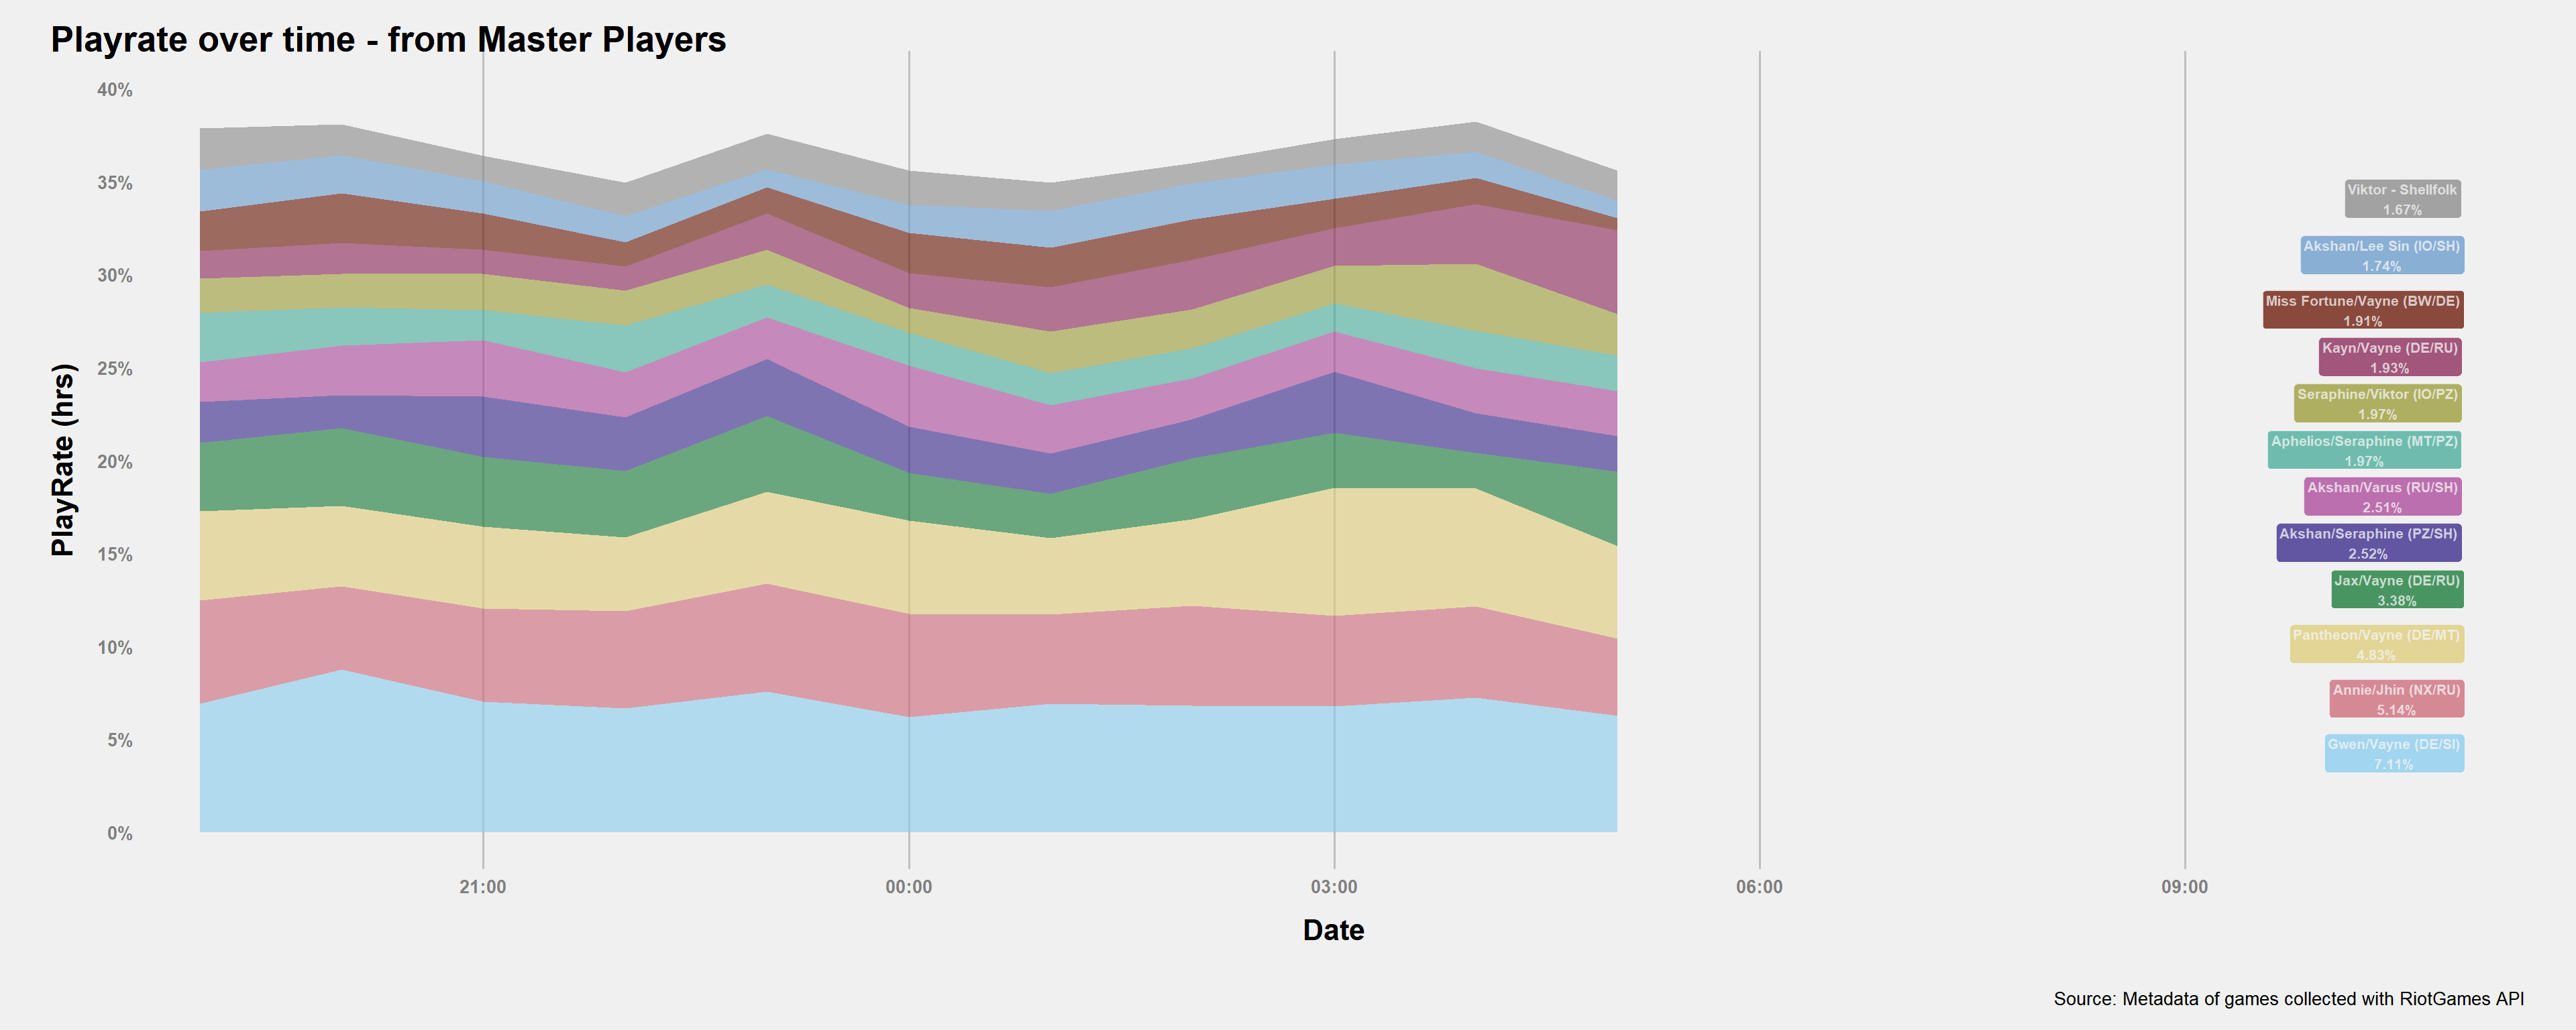 Playrate over time - from Master Players
PlayRate (hrs)
40%
35%
30%
25%
20%
15%
10%
5%
0%
21:00
00:00
03:00
06:00
09:00
Date
Viktor - Shellfolk
1.67%
Akshan/Lee Sin (IO/SH)
1.74%
Miss Fortune/Vayne (BW/DE)
1.91%
Kayn/Vayne (DE/RU)
1.93%
Seraphine/Viktor (IO/PZ)
1.97%
Aphelios/Seraphine (MT/PZ)
1.97%
Akshan/Varus (RU/SH)
2.51%
Akshan/Seraphine (PZ/SH)
2.52%
Jax/Vayne (DE/RU)
3.38%
Pantheon/Vayne (DE/MT)
4.83%
Annie/Jhin (NX/RU)
5.14%
Gwen/Vayne (DE/SI)
7.11%
Source: Metadata of games collected with RiotGames API